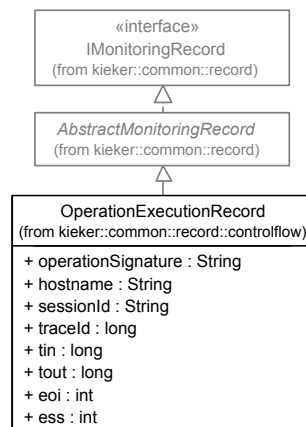 «interface»
IMonitoringRecord
(from kieker::common::record)
AbstractMonitoringRecord
(from kieker::common::record)
OperationExecutionRecord
(from kieker::common::record::controlflow)
+ operationSignature : String
+ hostname : String
+ sessionId : String
+ traceId : long
+ tin : long
+ tout : long
+ eoi : int
+ ess : int